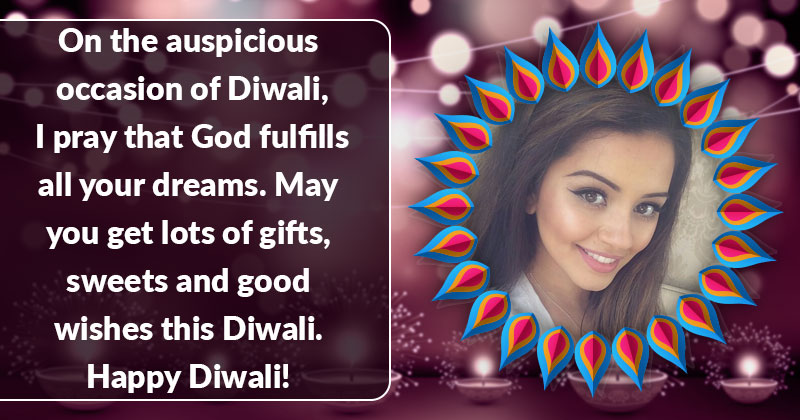 On the auspicious
occasion of Diwali,
I pray that God fulfills
all your dreams. May
you get lots of gifts,
sweets and good
wishes this Diwali.
Happy Diwali!